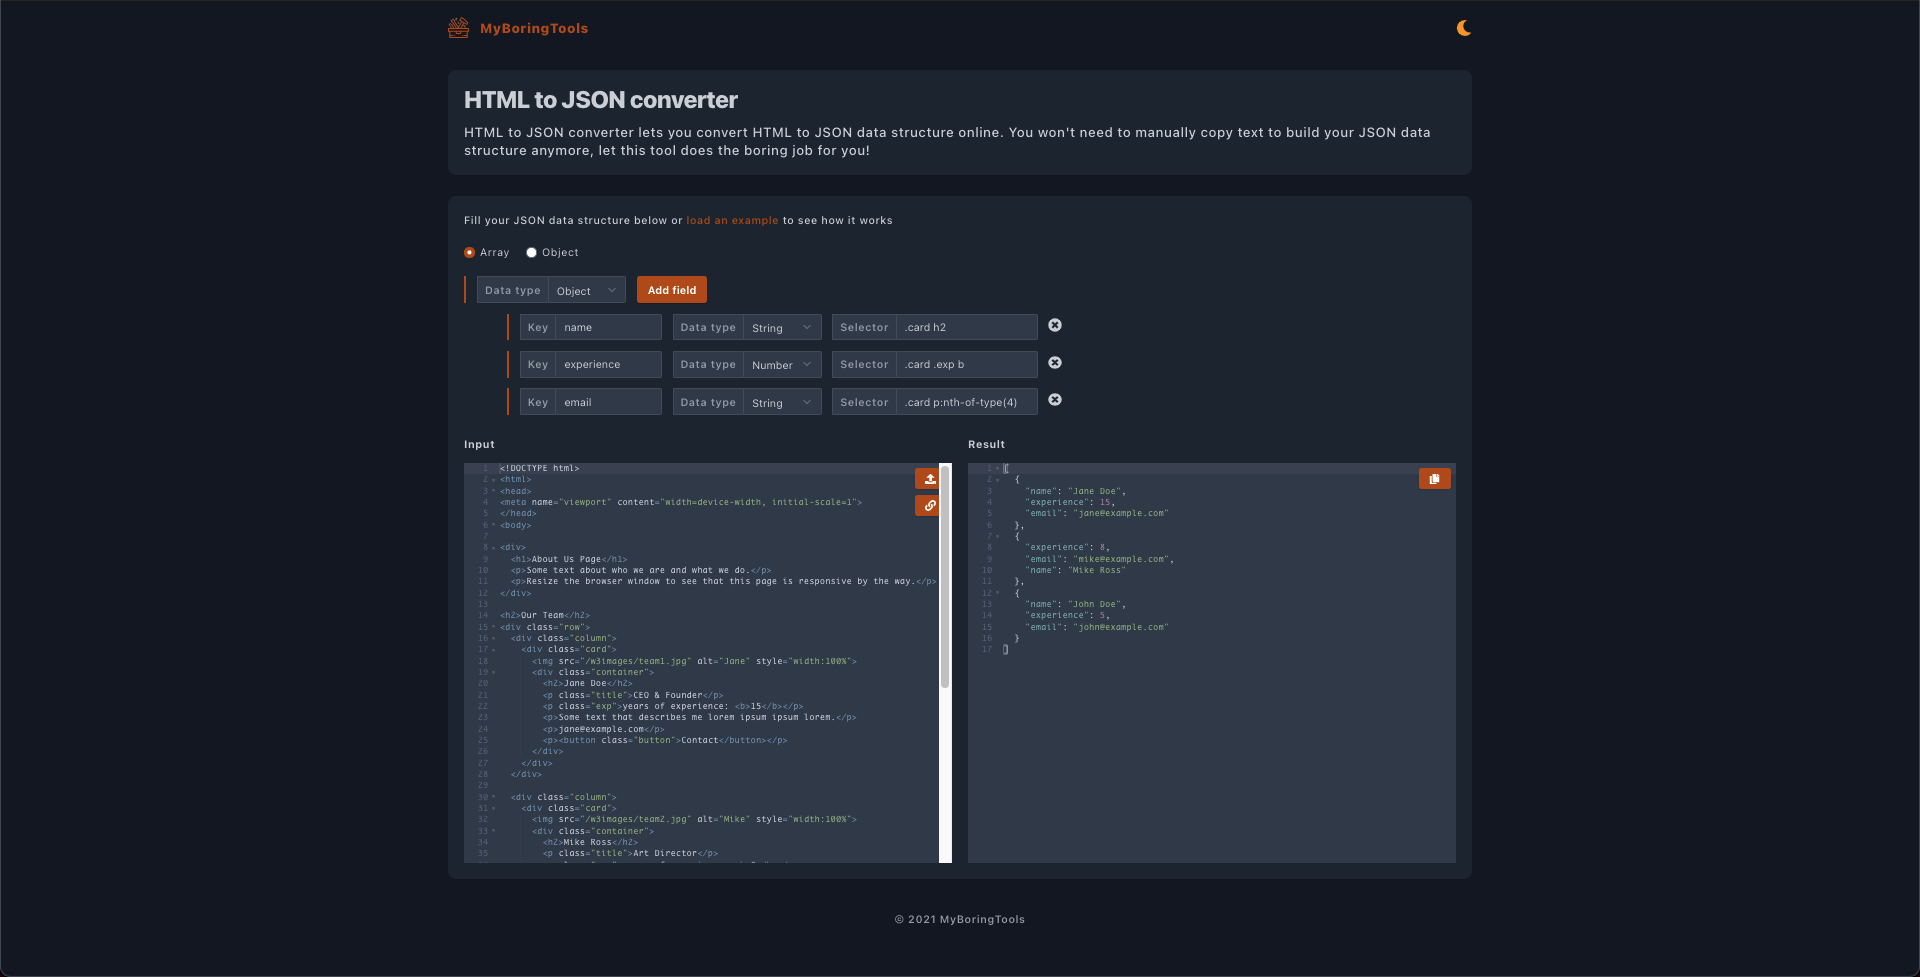 MyBoringTools
HTML to JSON converter
HTML to JSON converter lets you convert HTML to JSON data structure online. You won't need to manually copy text to build your JSON data
structure anymore, let this tool does the boring job for you!
Fill your JSON data structure below or load an example to see how it works
Array Object
Data type Object Add field
Key name Data type String Selector .card h2
Key experience Data type Number Selector .card .exp b
Key email Data type String Selector .card p:nth-of-type(4)
Input
1 <!DOCTYPE html>
2 <html>
3 <head>
4 <meta name="viewport" content="width=device-width, initial-scale=1">
5 </head>
6 <body>
7
8 <div>
9 <h1>About Us Page</h1>
10 <p>Some text about who we are and what we do.</p>
11 <p>Resize the browser window to see that this page is responsive by the way.</p>
12 </div>
13
14 <h2>Our Team</h2>
15 <div class="row">
16 <div class="column">
17 <div class="card">
18 <img src="/w3images/team1.jpg" alt="Jane" style="width:100%">
19 <div class="container">
20 <h2>Jane Doe</h2>
21 <p class="title">CEO & Founder</p>
22 <p class="exp">years of experience: <b>15</b></p>
23 <p>Some text that describes me lorem ipsum ipsum lorem.</p>
24 <p>jane@example.com</p>
25 <p><button class="button">Contact</button></p>
26 </div>
27 </div>
28 </div>
29
30 <div class="column">
31 <div class="card">
32 <img src="/w3images/team2.jpg" alt="Mike" style="width:100%">
33 <div class="container">
34 <h2>Mike Ross</h2>
35 <p class="title">Art Director</p>
Result
1 [
2 {
3 "name": "Jane Doe",
4 "experience": 15,
5 "email": "jane@example.com"
6 },
7 {
8 "experience": 8,
9 "email": "mike@example.com",
10 "name": "Mike Ross"
11 },
12 {
13 "name": "John Doe",
14 "experience": 5,
15 "email": "john@example.com"
16 }
17 ]
© 2021 MyBoringTools